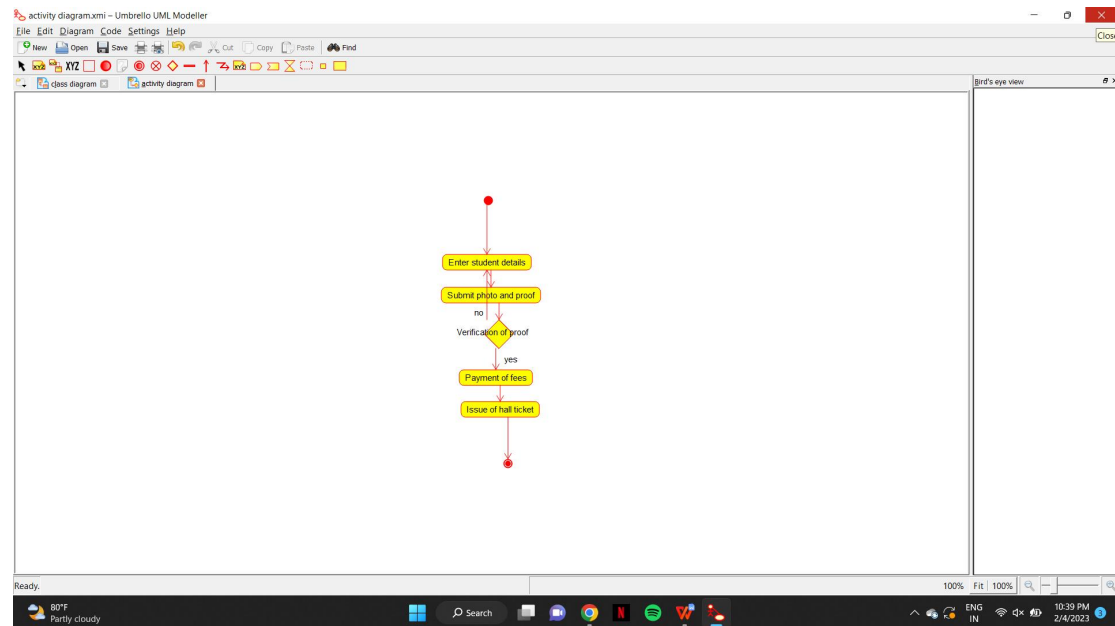 activity diagram.xmi – Umbrello UML Modeller
File Edit Diagram Code Settings Help
Close
New Open Save Cut Copy Paste Find
XYZ
class diagram activity diagram
Bird's eye view
Enter student details
Submit photo and proof
no
Verification of proof
yes
Payment of fees
Issue of hall ticket
Ready.
100% Fit 100%
80°F
Partly cloudy
Search
ENG
IN
10:39 PM
2/4/2023
3